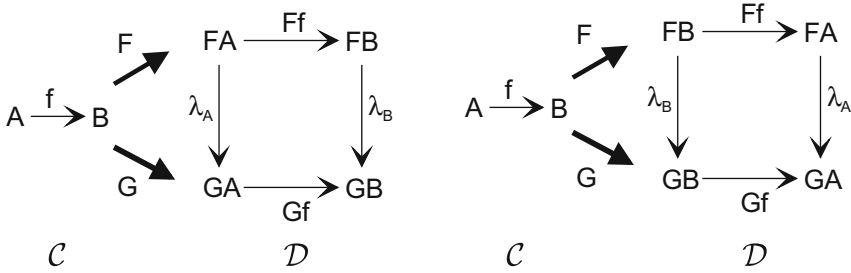 F FA Ff FB
A f B λA λB
G GA Gf GB
C D
F FB Ff FA
A f B λB λA
G GB Gf GA
C D